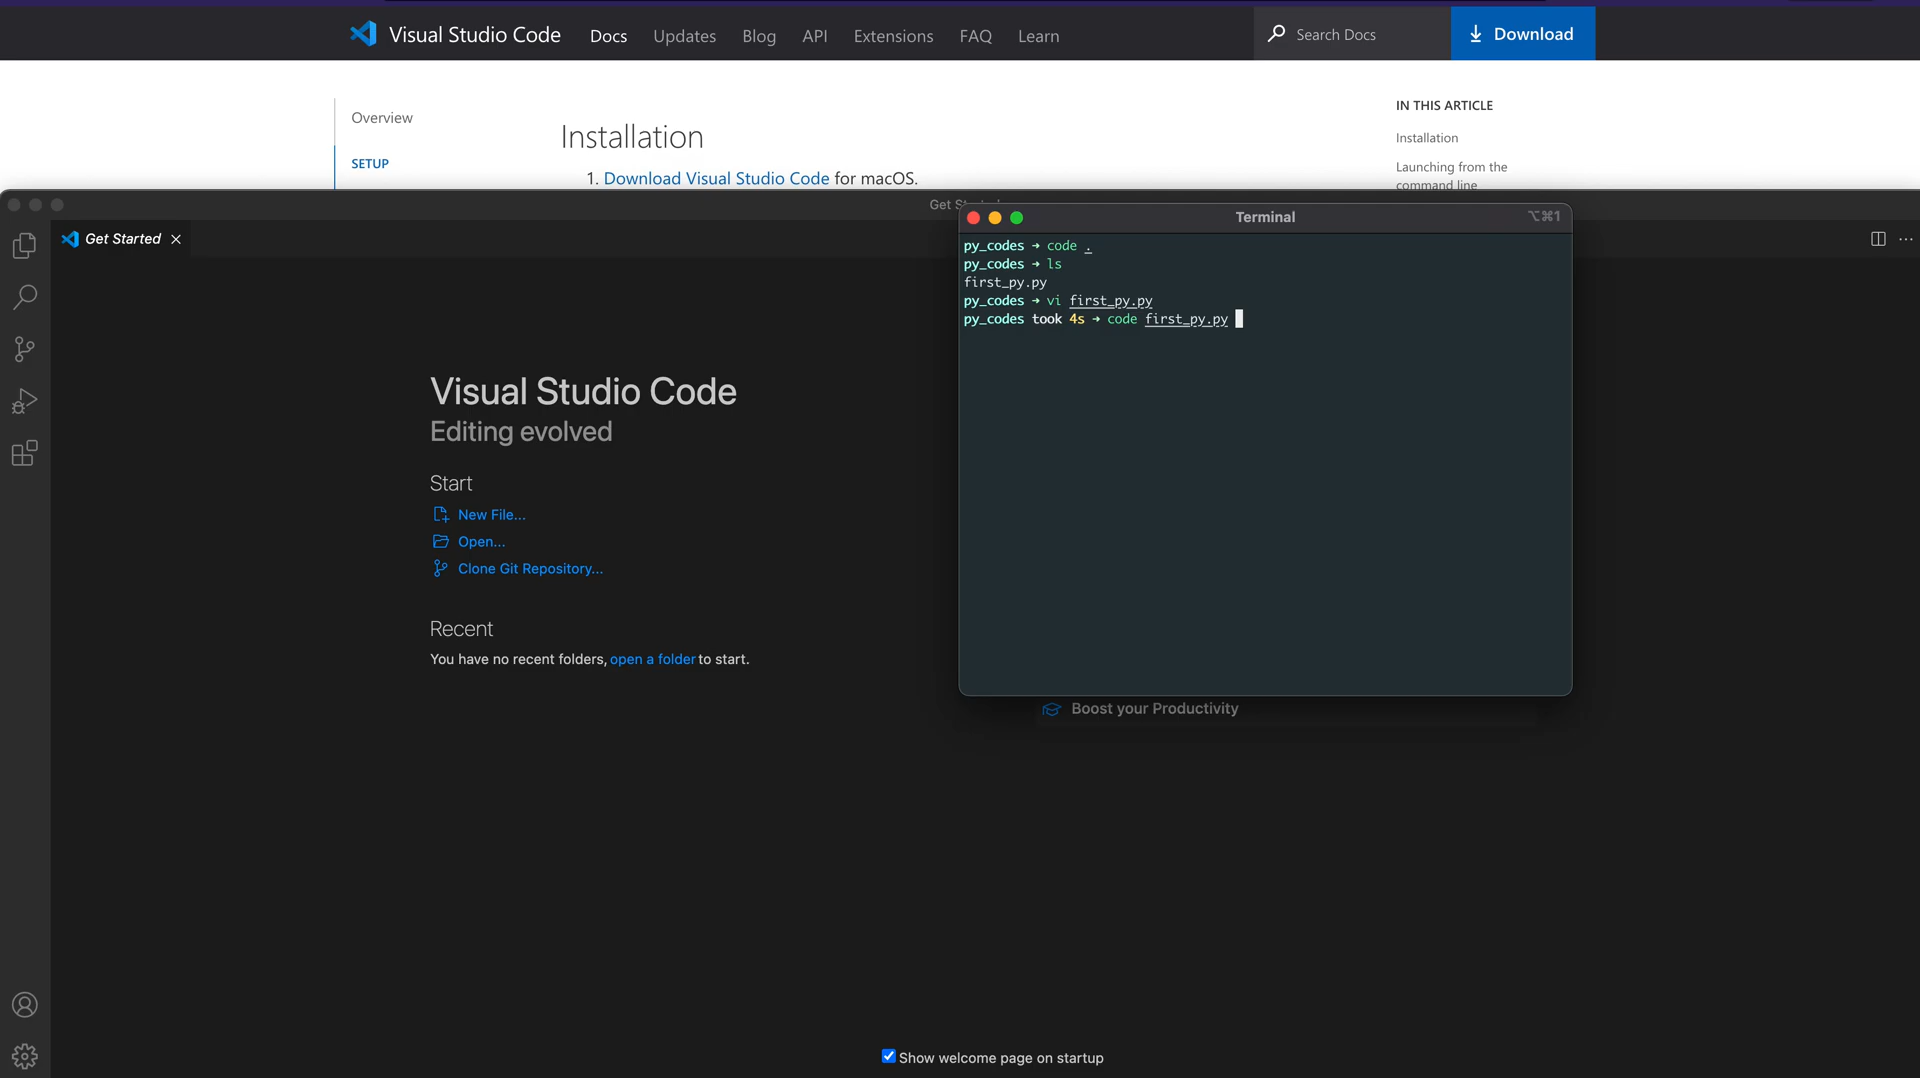 Visual Studio Code Docs Updates Blog API Extensions FAQ Learn Search Docs Download
Overview
SETUP
Installation
1. Download Visual Studio Code for macOS.
IN THIS ARTICLE
Installation
Launching from the
command line
Get Started
Terminal
⌥⌘1
py_codes → code .
py_codes → ls
first_py.py
py_codes → vi first_py.py
py_codes took 4s → code first_py.py
Visual Studio Code
Editing evolved
Start
New File...
Open...
Clone Git Repository...
Recent
You have no recent folders, open a folder to start.
Boost your Productivity
Show welcome page on startup